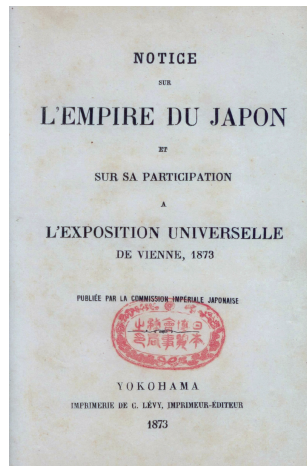 NOTICE
SUR
L'EMPIRE DU JAPON
ET
SUR SA PARTICIPATION
A
L'EXPOSITION UNIVERSELLE
DE VIENNE, 1873
PUBLIÉE PAR LA COMMISSION IMPÉRIALE JAPONAISE
YOKOHAMA
IMPRIMERIE DE C. LÉVY, IMPRIMEUR-ÉDITEUR
1873